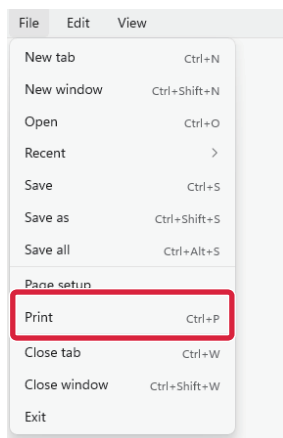 File Edit View
New tab Ctrl+N
New window Ctrl+Shift+N
Open Ctrl+O
Recent
Save Ctrl+S
Save as Ctrl+Shift+S
Save all Ctrl+Alt+S
Page setup
Print Ctrl+P
Close tab Ctrl+W
Close window Ctrl+Shift+W
Exit